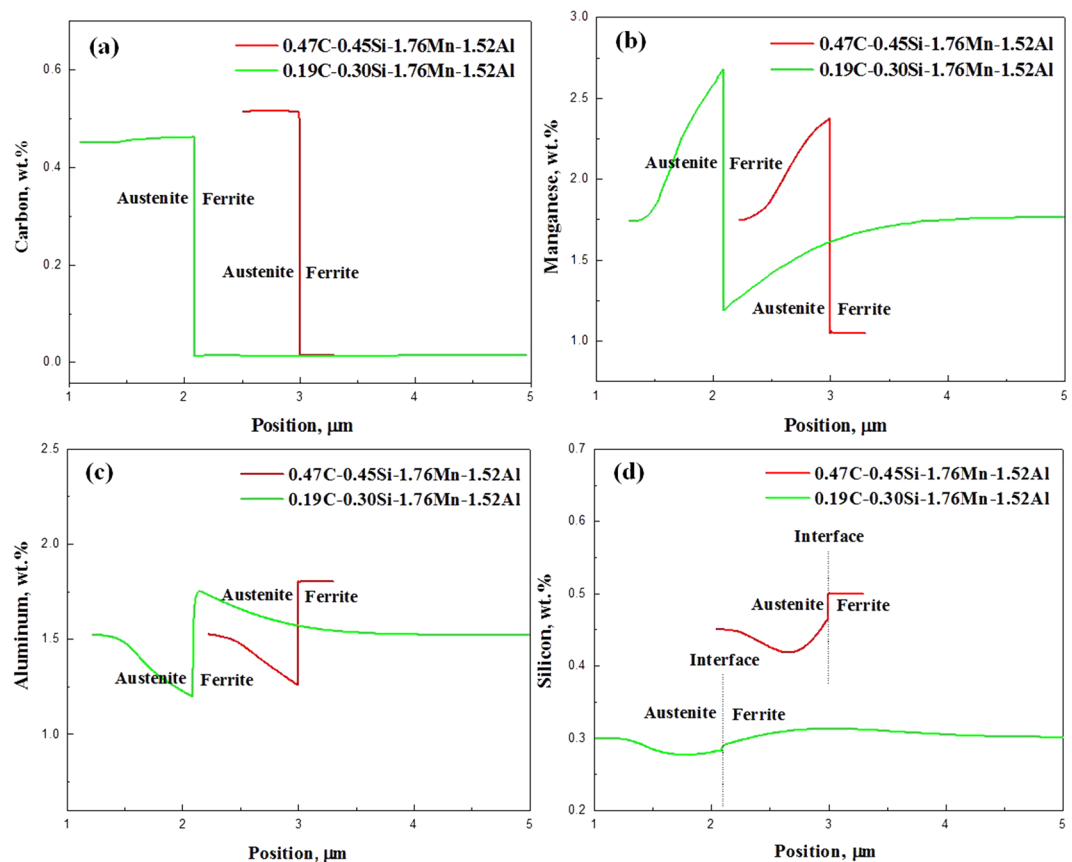 (a)
0.47C-0.45Si-1.76Mn-1.52Al
0.19C-0.30Si-1.76Mn-1.52Al
Carbon, wt.%
0.6
0.4
0.2
0.0
Austenite
Ferrite
Austenite
Ferrite
1 2 3 4 5
Position, μm
(b)
0.47C-0.45Si-1.76Mn-1.52Al
0.19C-0.30Si-1.76Mn-1.52Al
Manganese, wt.%
3.0
2.5
2.0
1.5
1.0
Austenite
Ferrite
Austenite
Ferrite
1 2 3 4 5
Position, μm
(c)
0.47C-0.45Si-1.76Mn-1.52Al
0.19C-0.30Si-1.76Mn-1.52Al
Aluminum, wt.%
2.5
2.0
1.5
1.0
Austenite
Ferrite
Austenite
Ferrite
1 2 3 4 5
Position, μm
(d)
0.47C-0.45Si-1.76Mn-1.52Al
0.19C-0.30Si-1.76Mn-1.52Al
Silicon, wt.%
0.7
0.6
0.5
0.4
0.3
0.2
Interface
Austenite
Ferrite
Interface
Austenite
Ferrite
1 2 3 4 5
Position, μm